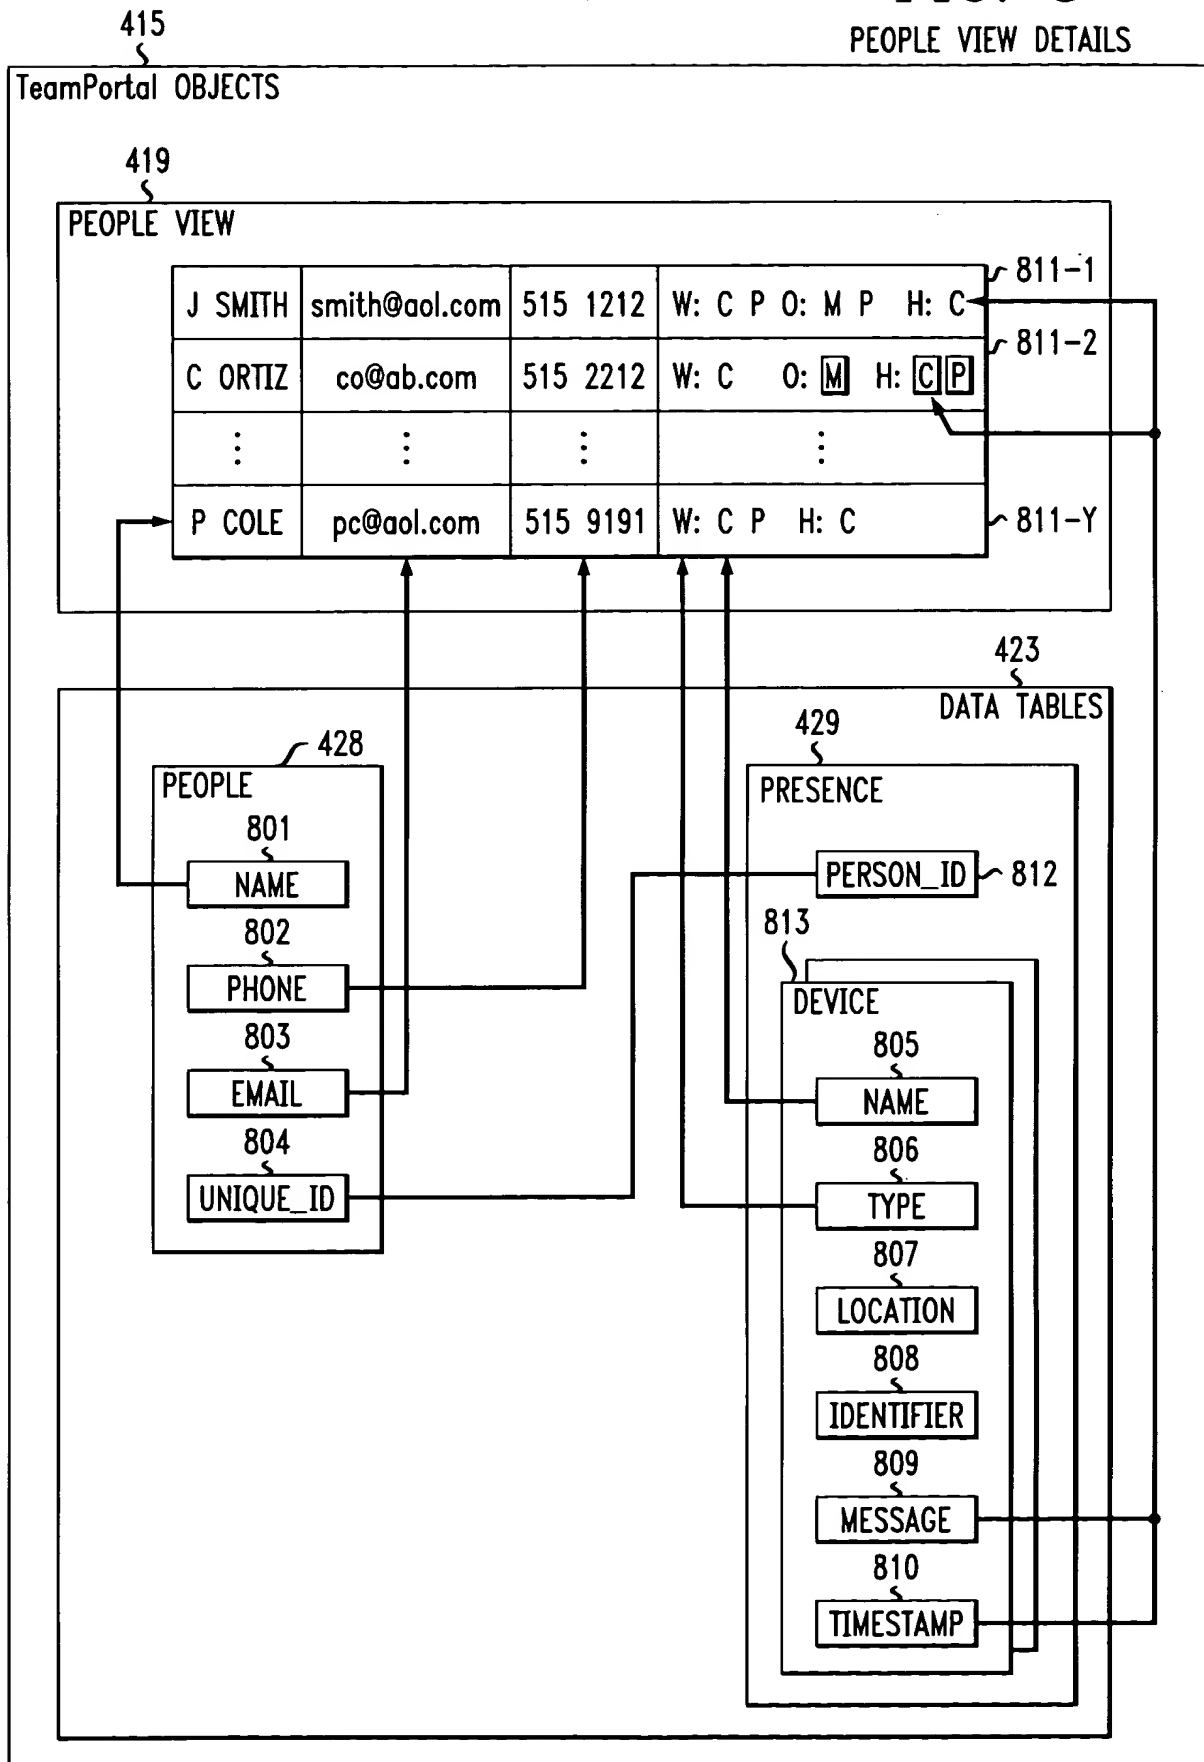 415
PEOPLE VIEW DETAILS
TeamPortal OBJECTS
419
PEOPLE VIEW
J SMITH smith@aol.com 515 1212 W: C P O: M P H: C
811-1
C ORTIZ co@ab.com 515 2212 W: C O: M H: C P
811-2
P COLE pc@aol.com 515 9191 W: C P H: C
811-Y
423
DATA TABLES
428
PEOPLE
801
NAME
802
PHONE
803
EMAIL
804
UNIQUE_ID
429
PRESENCE
PERSON_ID
812
813
DEVICE
805
NAME
806
TYPE
807
LOCATION
808
IDENTIFIER
809
MESSAGE
810
TIMESTAMP